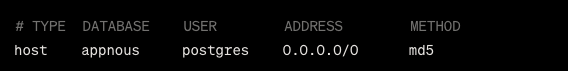 # TYPE DATABASE USER ADDRESS METHOD
host appnous postgres 0.0.0.0/0 md5